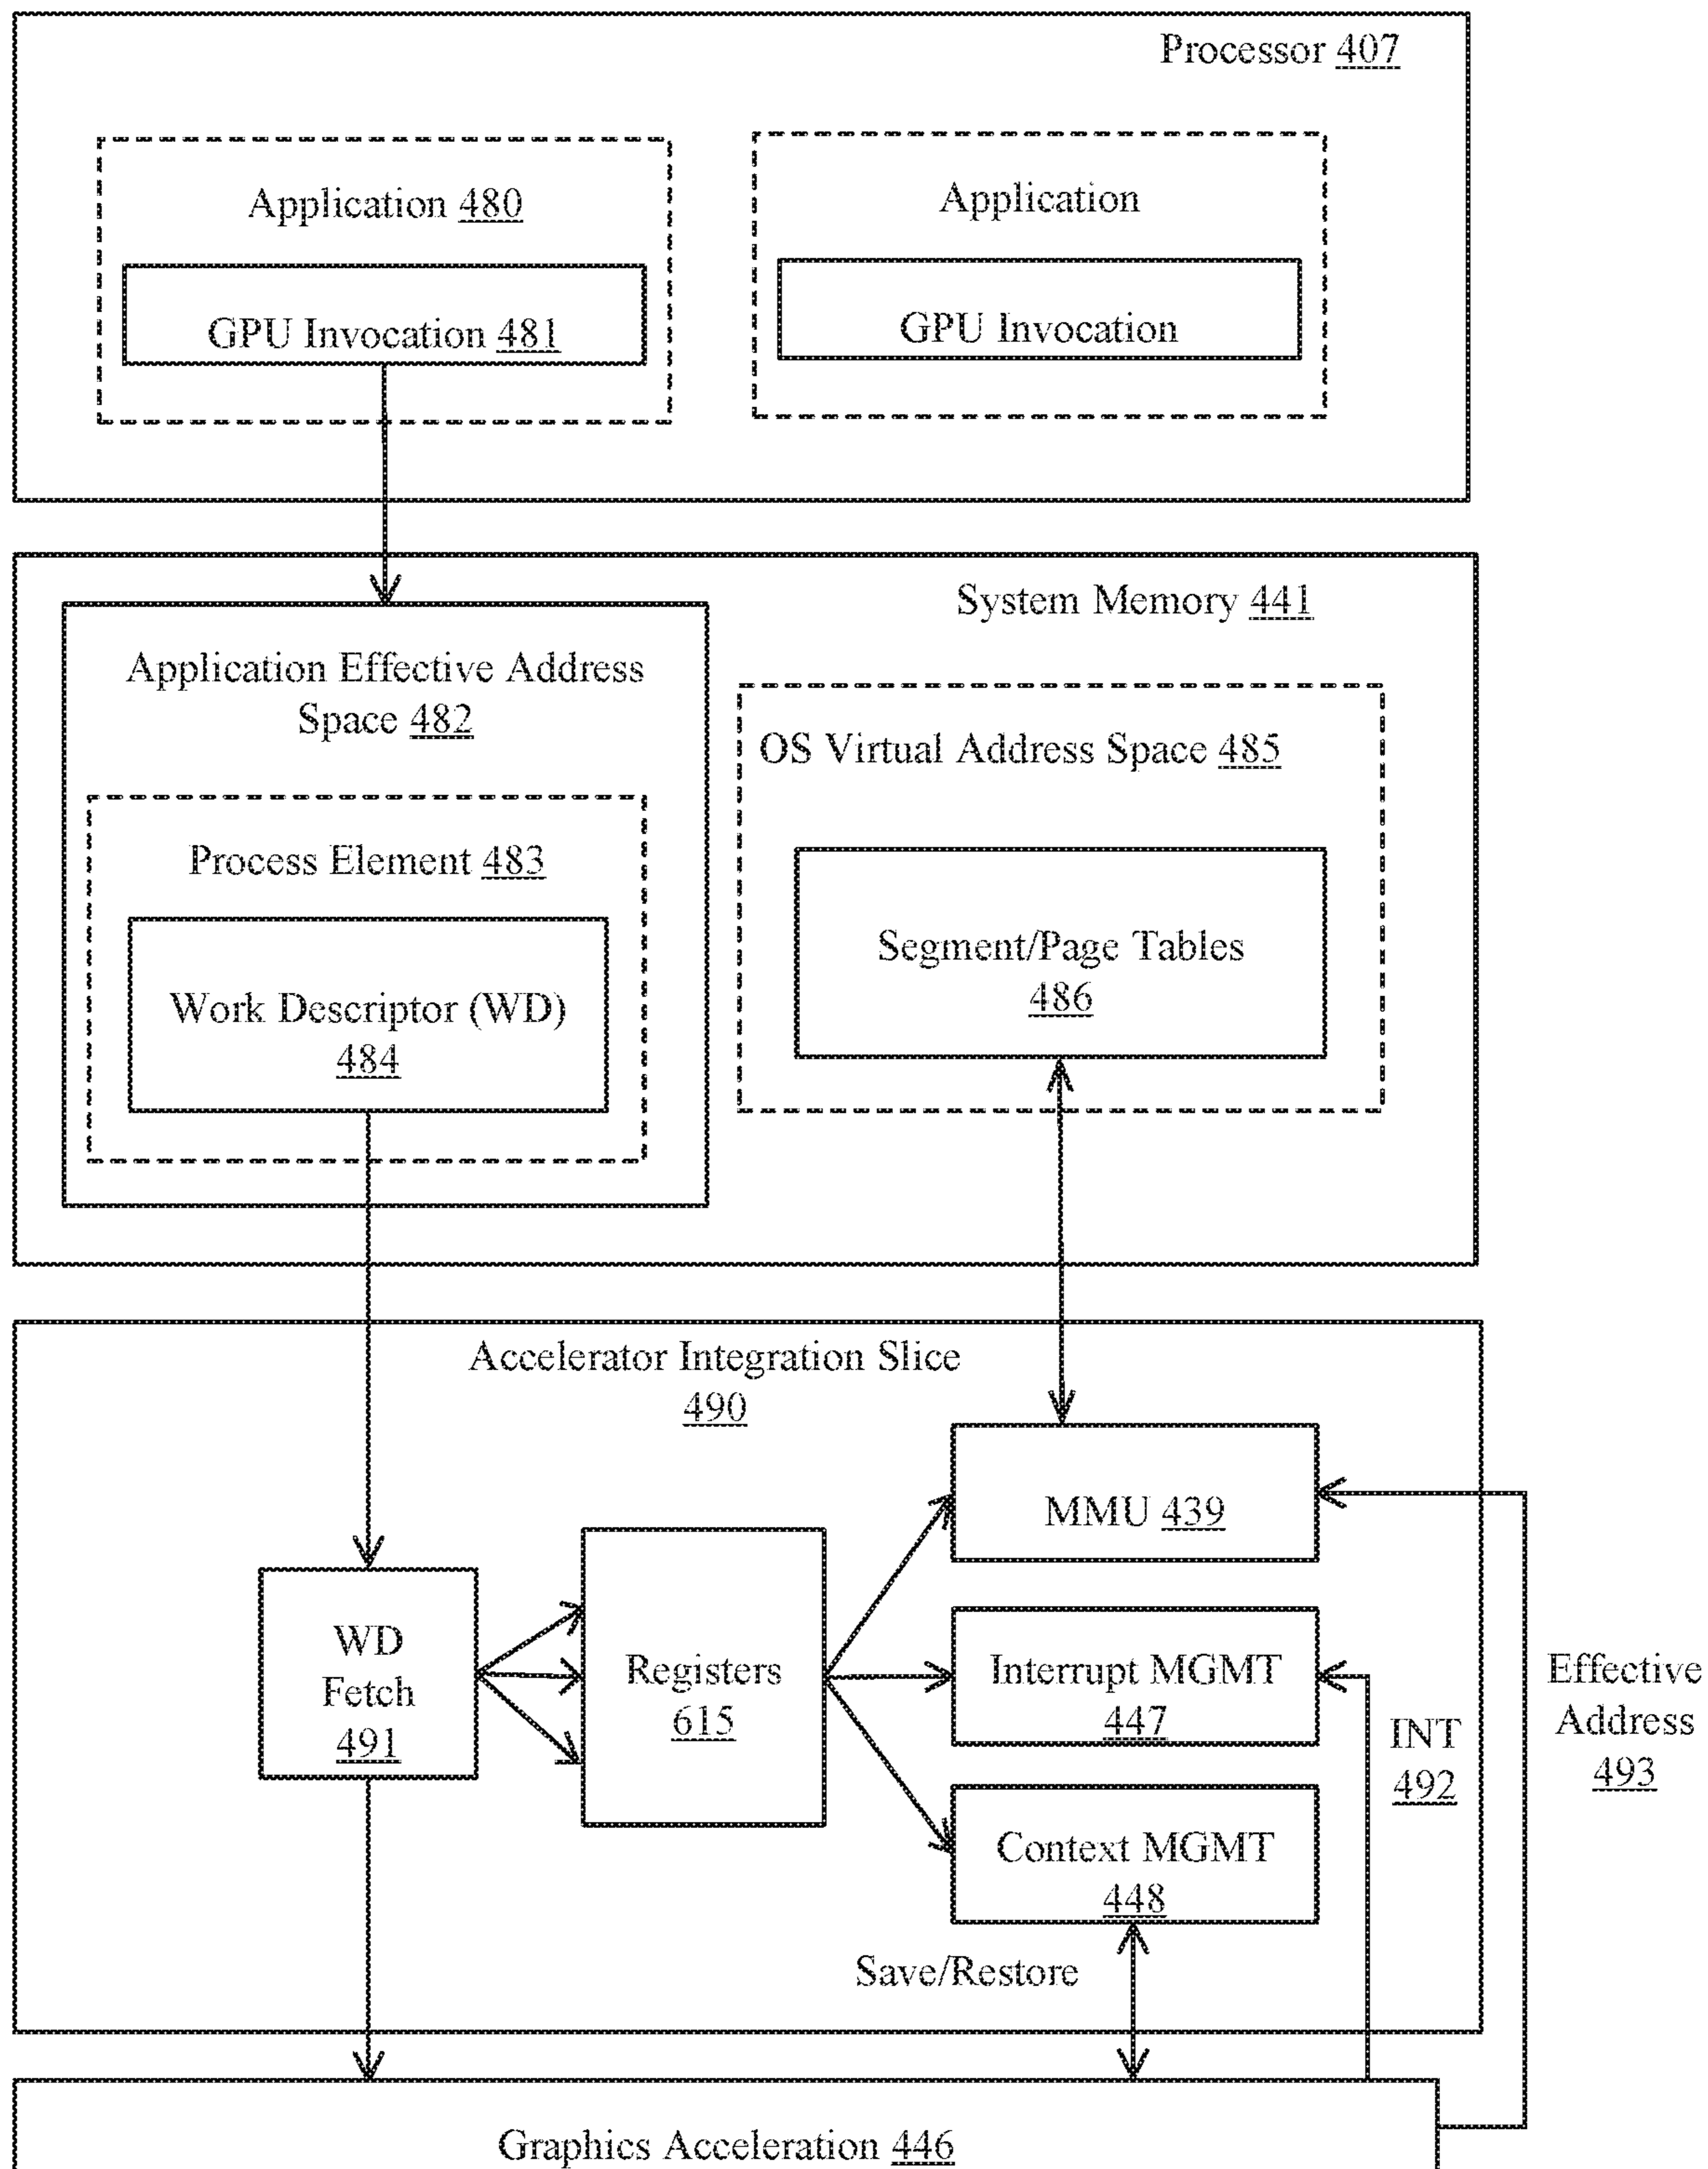 Processor 407
Application 480
Application
GPU Invocation 481
GPU Invocation
System Memory 441
Application Effective Address
Space 482
OS Virtual Address Space 485
Process Element 483
Segment/Page Tables
486
Work Descriptor (WD)
484
Accelerator Integration Slice
490
MMU 439
WD
Fetch
491
Registers
615
Interrupt MGMT
447
Effective
Address
493
INT
492
Context MGMT
448
Save/Restore
Graphics Acceleration 446